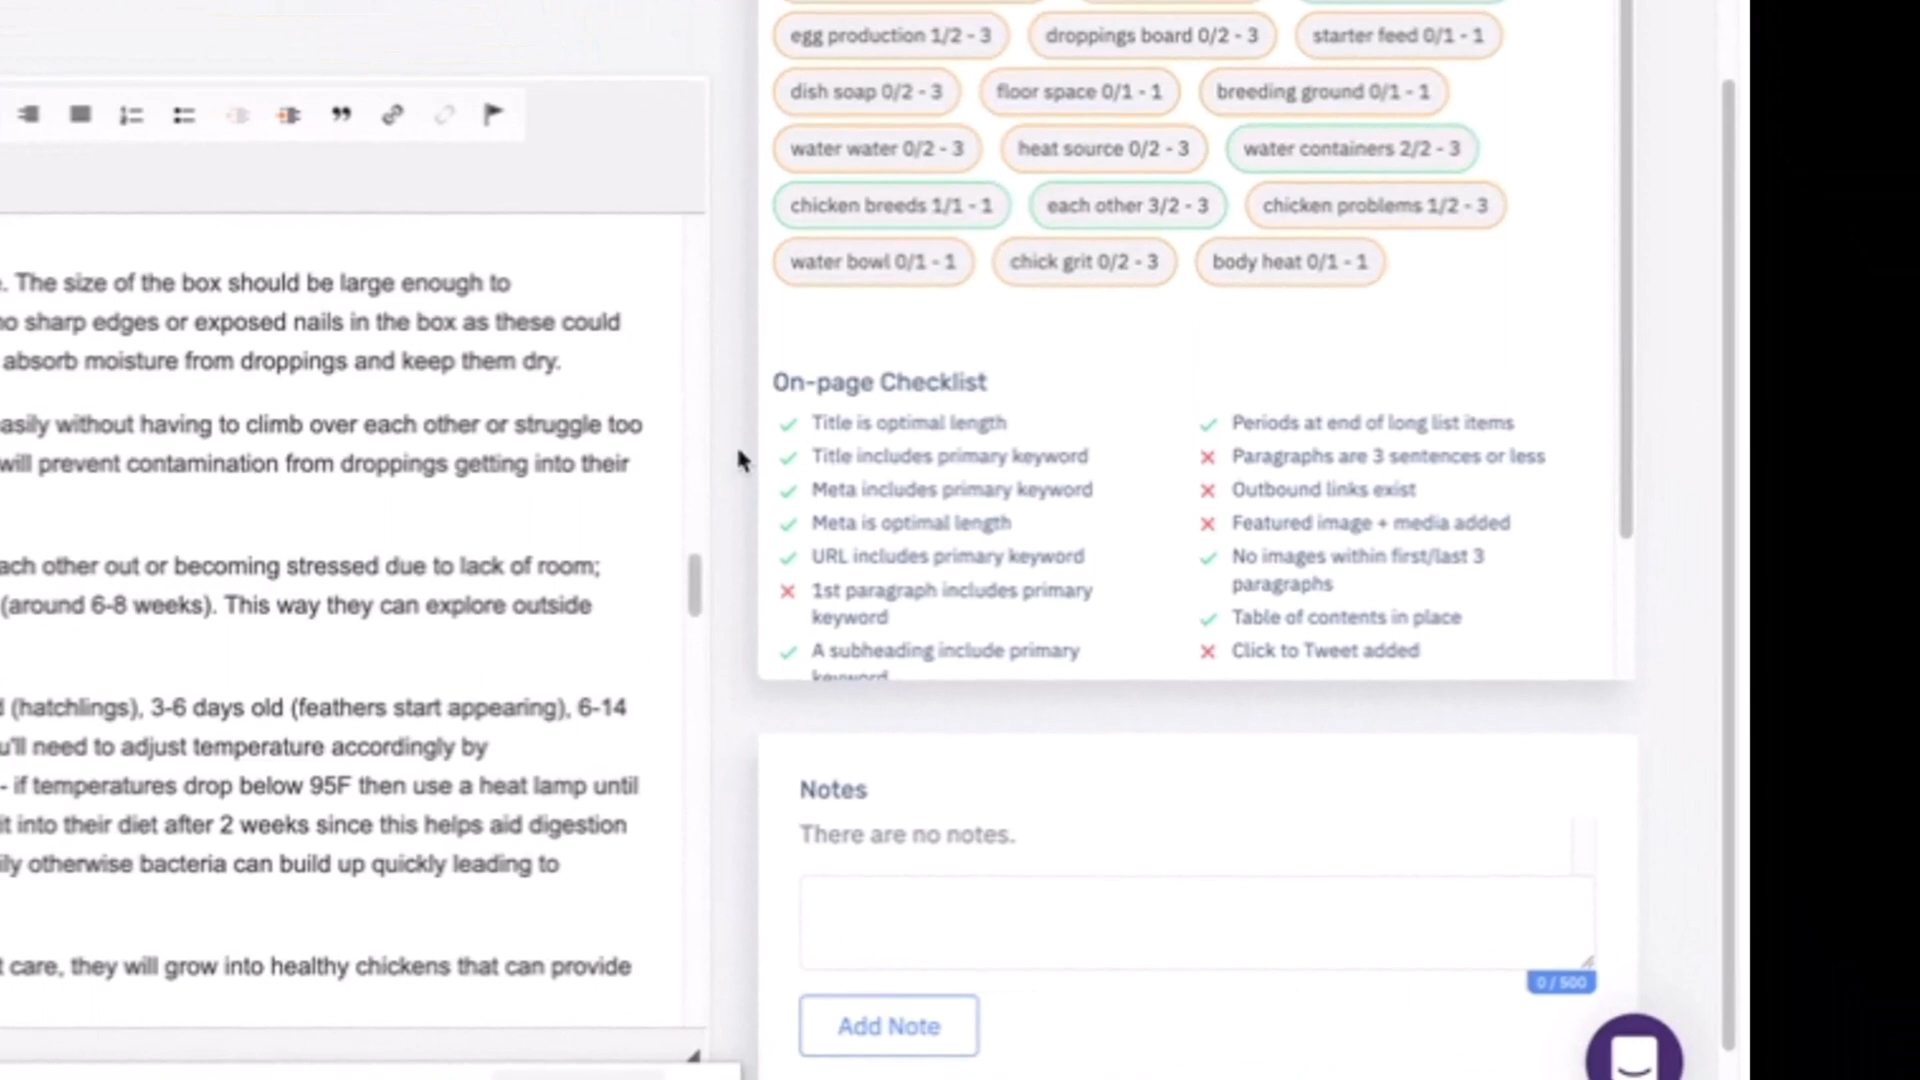 egg production 1/2 - 3 droppings board 0/2 - 3 starter feed 0/1 - 1
dish soap 0/2 - 3 floor space 0/1 - 1 breeding ground 0/1 - 1
water water 0/2 - 3 heat source 0/2 - 3 water containers 2/2 - 3
chicken breeds 1/1 - 1 each other 3/2 - 3 chicken problems 1/2 - 3
water bowl 0/1 - 1 chick grit 0/2 - 3 body heat 0/1 - 1
. The size of the box should be large enough to
no sharp edges or exposed nails in the box as these could
absorb moisture from droppings and keep them dry.
easily without having to climb over each other or struggle too
will prevent contamination from droppings getting into their
each other out or becoming stressed due to lack of room;
(around 6-8 weeks). This way they can explore outside
(hatchlings), 3-6 days old (feathers start appearing), 6-14
u'll need to adjust temperature accordingly by
- if temperatures drop below 95F then use a heat lamp until
it into their diet after 2 weeks since this helps aid digestion
ily otherwise bacteria can build up quickly leading to
t care, they will grow into healthy chickens that can provide
On-page Checklist
Title is optimal length
Title includes primary keyword
Meta includes primary keyword
Meta is optimal length
URL includes primary keyword
1st paragraph includes primary
keyword
A subheading include primary
keyword
Periods at end of long list items
Paragraphs are 3 sentences or less
Outbound links exist
Featured image + media added
No images within first/last 3
paragraphs
Table of contents in place
Click to Tweet added
Notes
There are no notes.
0 / 500
Add Note